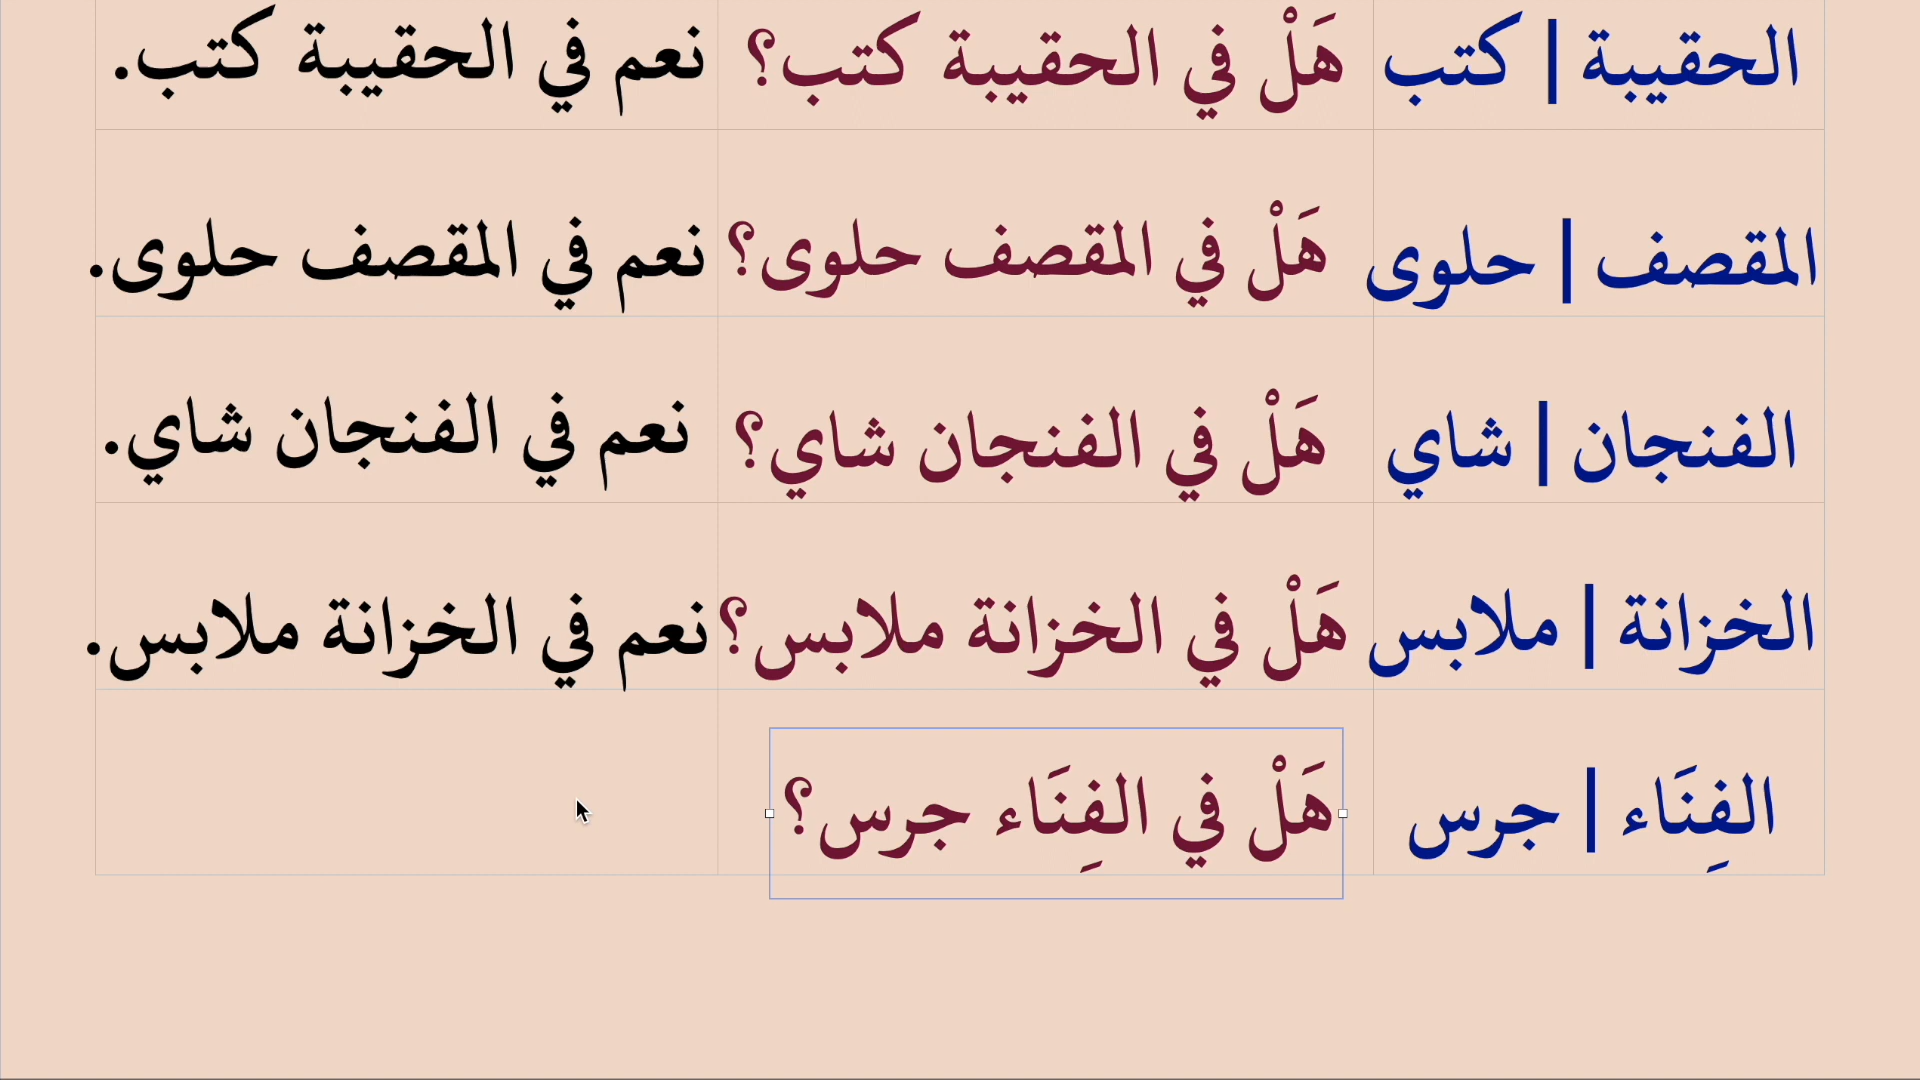 الحقيبة | كتب هَلْ في الحقيبة كتب؟ نعم في الحقيبة كتب.
المقصف | حلوى هَلْ في المقصف حلوى؟ نعم في المقصف حلوى.
الفنجان | شاي هَلْ في الفنجان شاي؟ نعم في الفنجان شاي.
الخزانة | ملابس هَلْ في الخزانة ملابس؟ نعم في الخزانة ملابس.
الفِنَاء | جرس هَلْ في الفِنَاء جرس؟